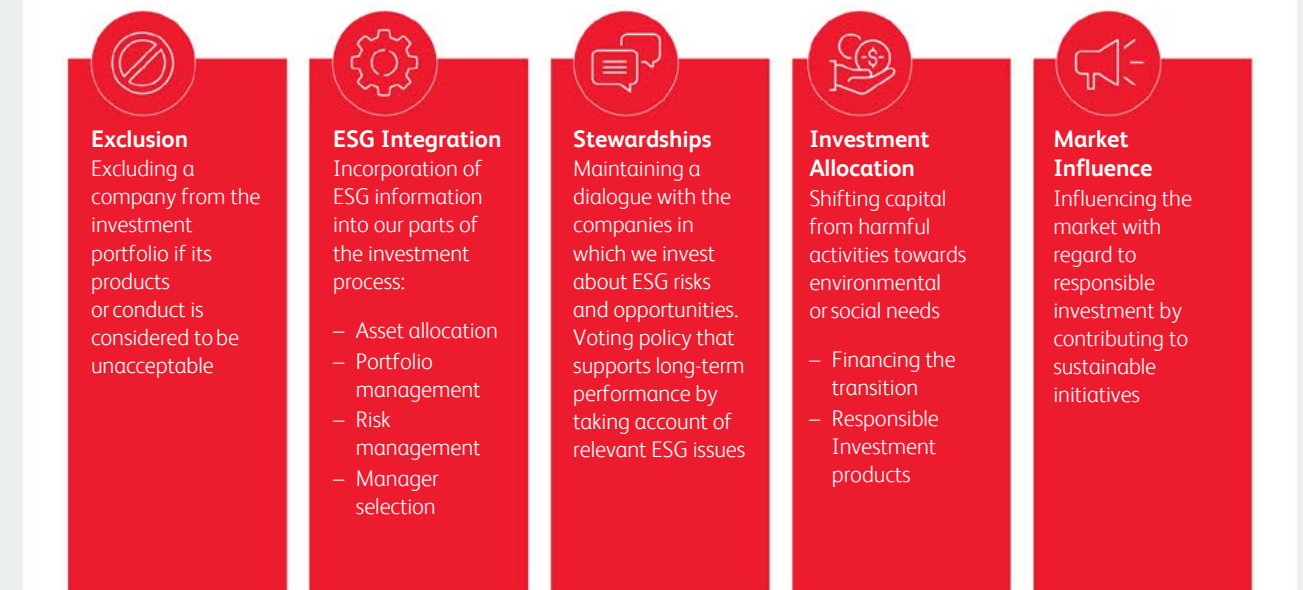 Exclusion
Excluding a
company from the
investment
portfolio if its
products
or conduct is
considered to be
unacceptable
ESG Integration
Incorporation of
ESG information
into our parts of
the investment
process:
– Asset allocation
– Portfolio
management
– Risk
management
– Manager
selection
Stewardships
Maintaining a
dialogue with the
companies in
which we invest
about ESG risks
and opportunities.
Voting policy that
supports long-term
performance by
taking account of
relevant ESG issues
Investment
Allocation
Shifting capital
from harmful
activities towards
environmental
or social needs
– Financing the
transition
– Responsible
Investment
products
Market
Influence
Influencing the
market with
regard to
responsible
investment by
contributing to
sustainable
initiatives